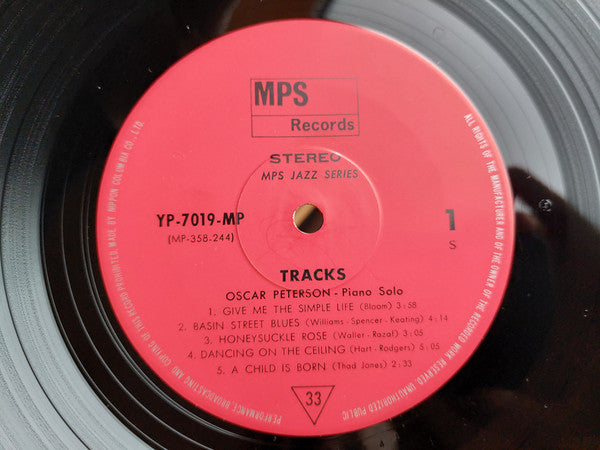 MPS
Records
STEREO
MPS JAZZ SERIES
YP-7019-MP
(MP-358-244)
1
S
TRACKS
OSCAR PETERSON - Piano Solo
1. GIVE ME THE SIMPLE LIFE (Bloom) 3:58
2. BASIN STREET BLUES (Williams - Spencer - Keating) 4:14
3. HONEYSUCKLE ROSE (Waller - Razaf) 3:05
4. DANCING ON THE CEILING (Hart - Rodgers) 6:05
5. A CHILD IS BORN (Thad Jones) 2:33
33
ALL RIGHTS OF THE MANUFACTURER AND OF THE OWNER OF THE RECORDED WORK RESERVED. UNAUTHORIZED PUBLIC PERFORMANCE, BROADCASTING AND COPYING OF THIS RECORD PROHIBITED. MADE BY NIPPON COLUMBIA CO., LTD.